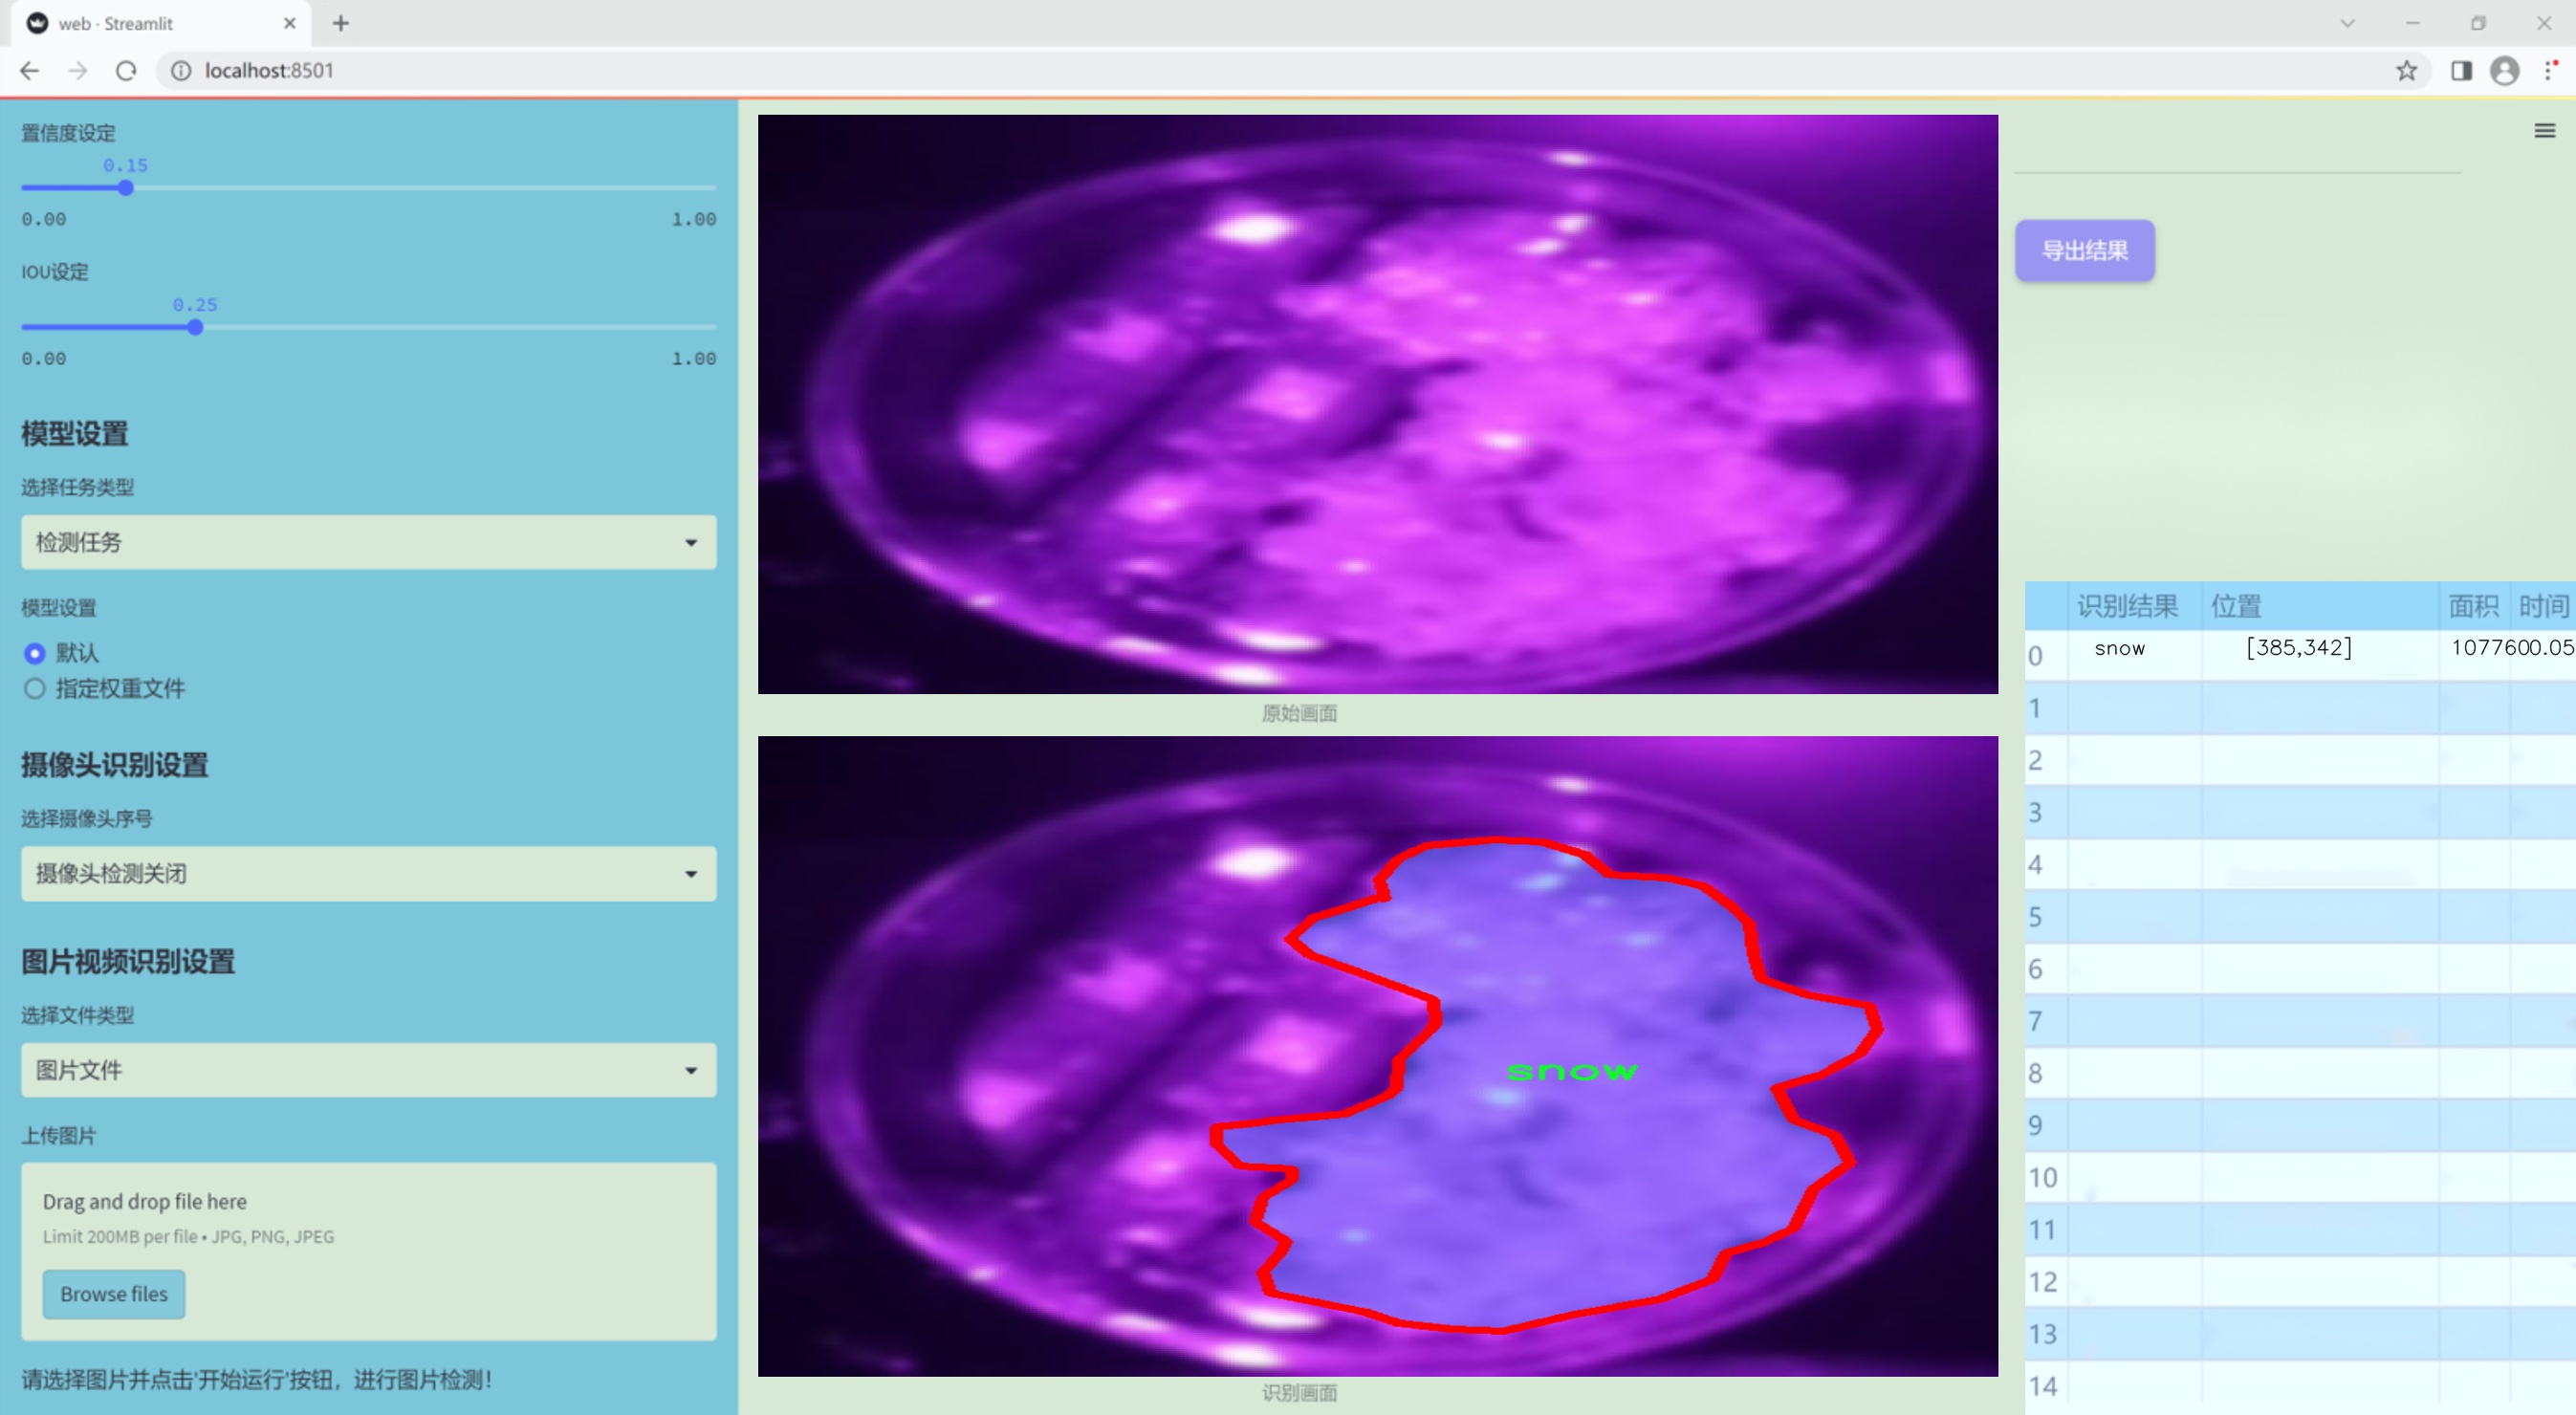 web · Streamlit
localhost:8501
置信度设定
0.15
0.00 1.00
IOU设定
0.25
0.00 1.00
模型设置
选择任务类型
检测任务
模型设置
默认
指定权重文件
摄像头识别设置
选择摄像头序号
摄像头检测关闭
图片视频识别设置
选择文件类型
图片文件
上传图片
Drag and drop file here
Limit 200MB per file • JPG, PNG, JPEG
Browse files
请选择图片并点击'开始运行'按钮，进行图片检测！
原始画面
snow
识别画面
导出结果
识别结果 位置 面积 时间
0 snow [385,342] 1077600.05
1
2
3
4
5
6
7
8
9
10
11
12
13
14